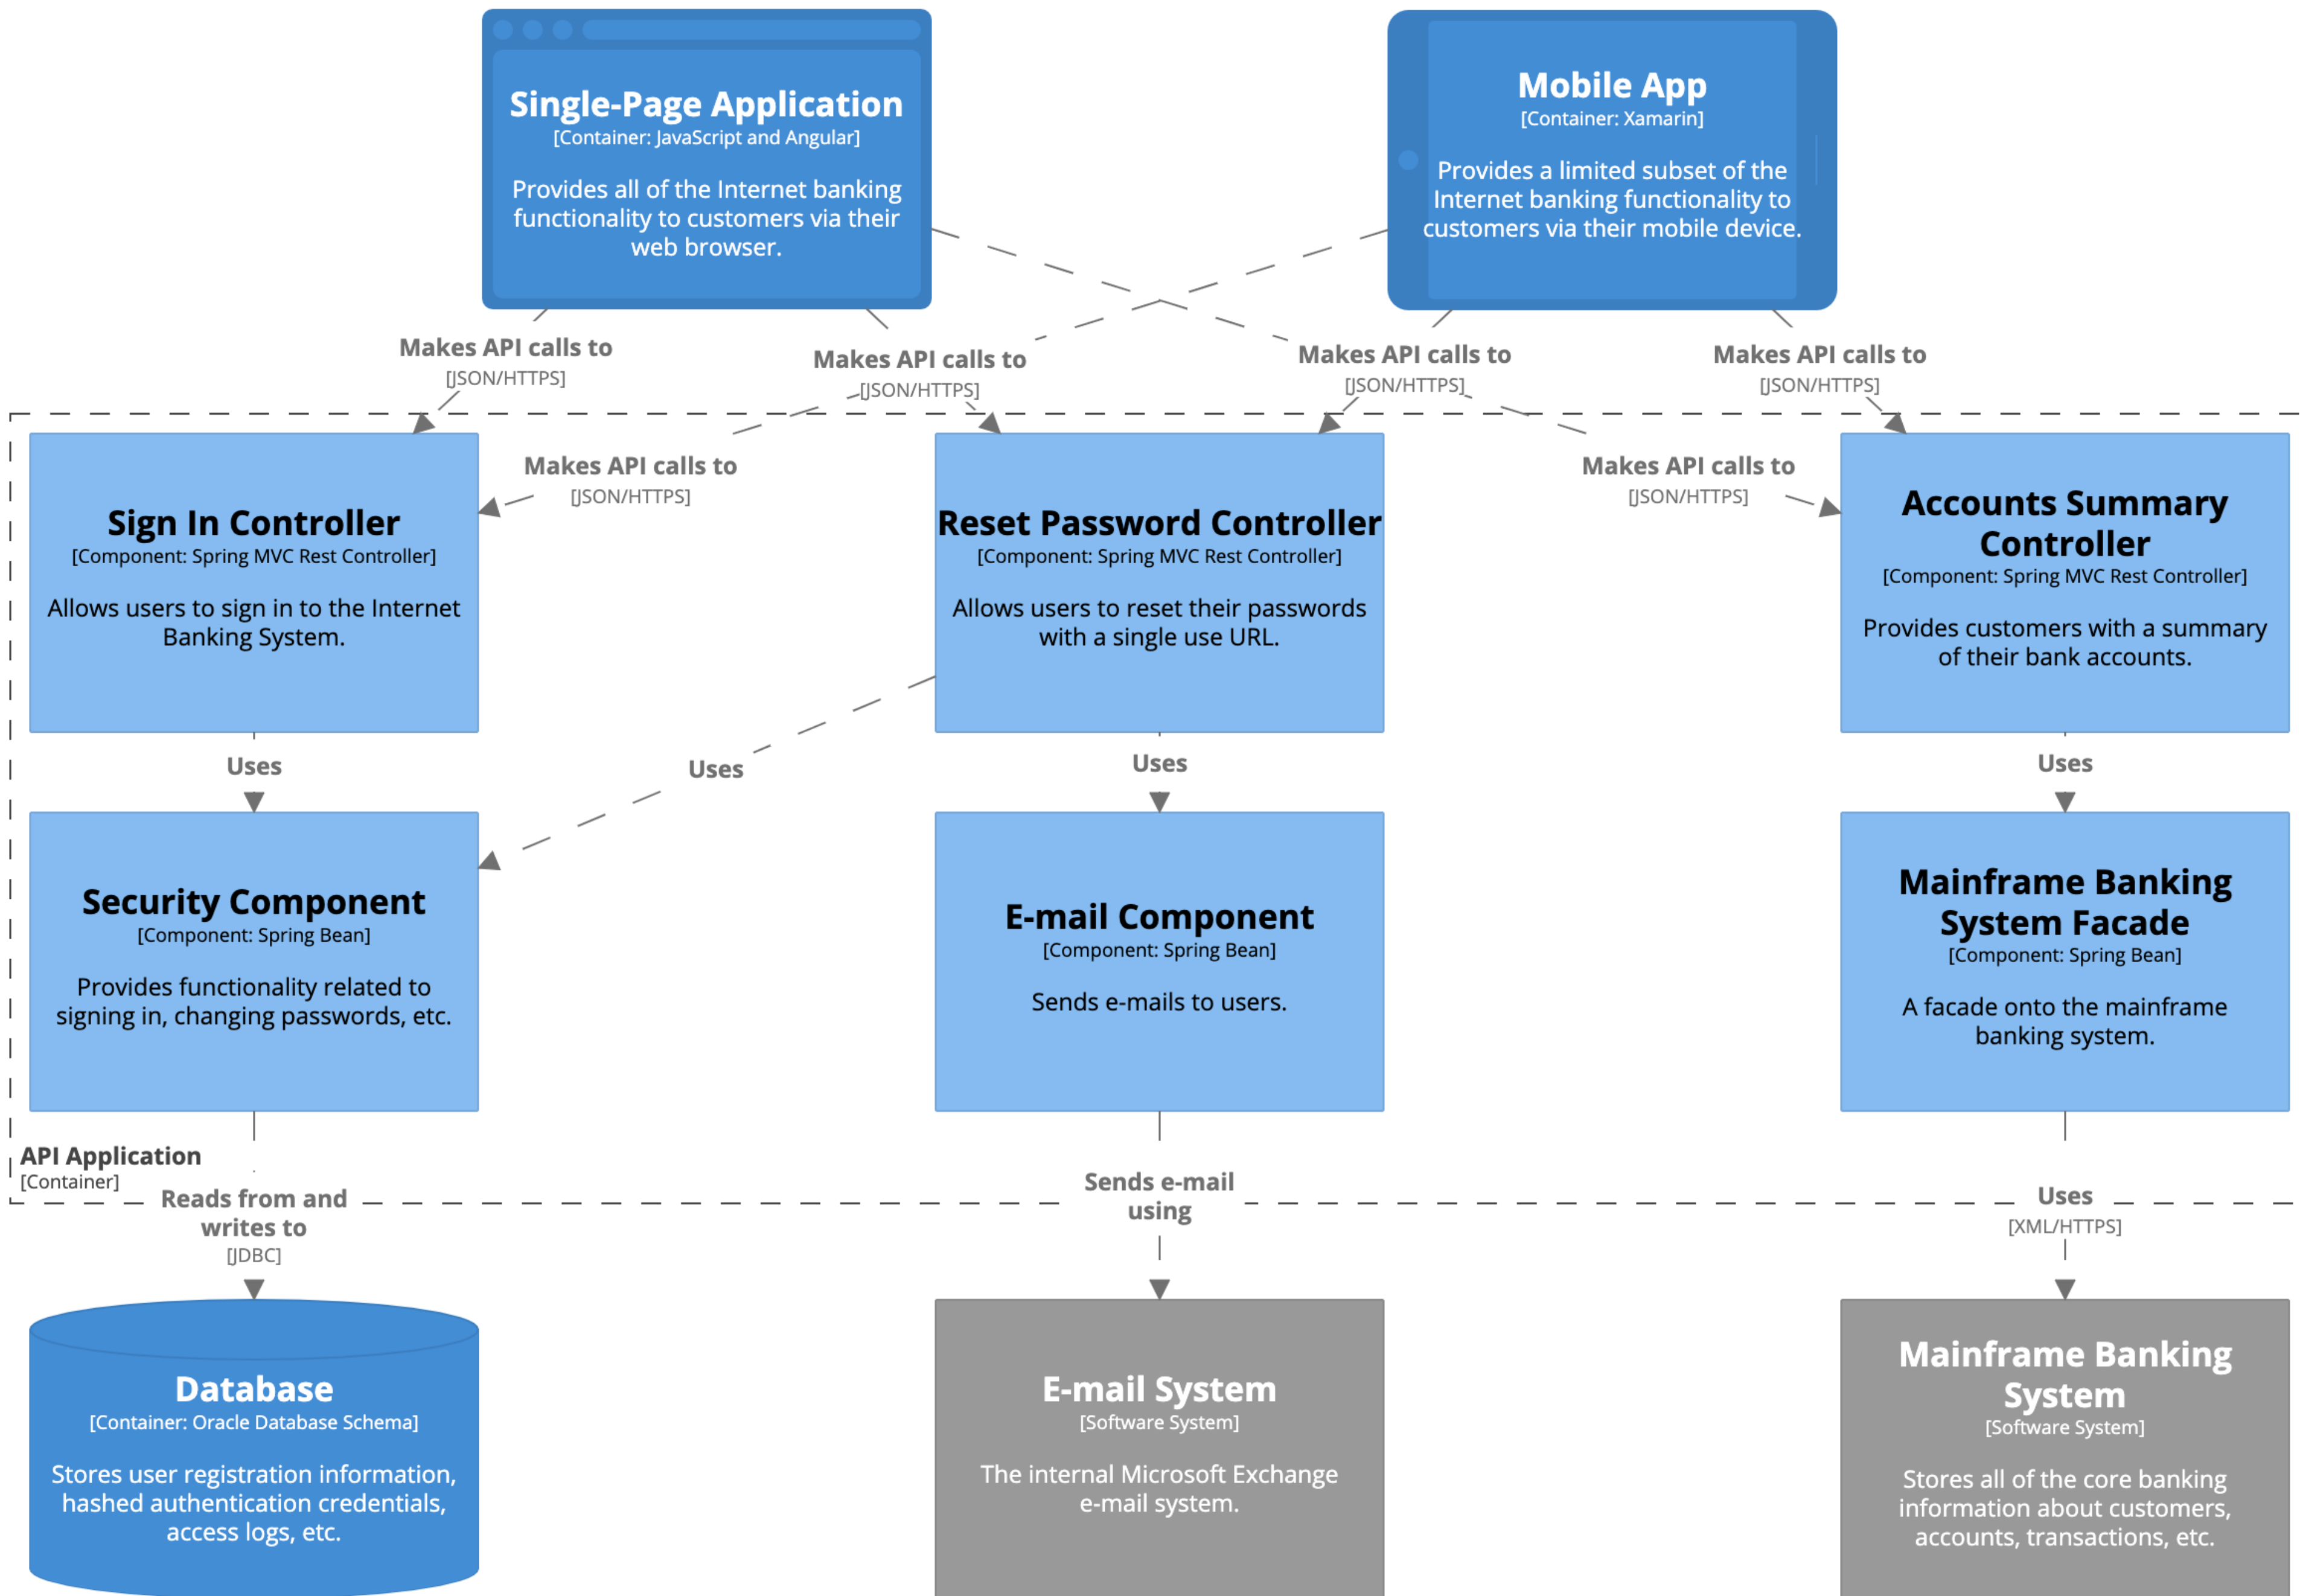 Single-Page Application
[Container: JavaScript and Angular]
Provides all of the Internet banking
functionality to customers via their
web browser.
Mobile App
[Container: Xamarin]
Provides a limited subset of the
Internet banking functionality to
customers via their mobile device.
Makes API calls to
[JSON/HTTPS]
Makes API calls to
[JSON/HTTPS]
Makes API calls to
[JSON/HTTPS]
Makes API calls to
[JSON/HTTPS]
Makes API calls to
[JSON/HTTPS]
Makes API calls to
[JSON/HTTPS]
Sign In Controller
[Component: Spring MVC Rest Controller]
Allows users to sign in to the Internet
Banking System.
Reset Password Controller
[Component: Spring MVC Rest Controller]
Allows users to reset their passwords
with a single use URL.
Accounts Summary
Controller
[Component: Spring MVC Rest Controller]
Provides customers with a summary
of their bank accounts.
Uses
Uses
Uses
Uses
Security Component
[Component: Spring Bean]
Provides functionality related to
signing in, changing passwords, etc.
E-mail Component
[Component: Spring Bean]
Sends e-mails to users.
Mainframe Banking
System Facade
[Component: Spring Bean]
A facade onto the mainframe
banking system.
API Application
[Container]
Reads from and
writes to
[JDBC]
Sends e-mail
using
Uses
[XML/HTTPS]
Database
[Container: Oracle Database Schema]
Stores user registration information,
hashed authentication credentials,
access logs, etc.
E-mail System
[Software System]
The internal Microsoft Exchange
e-mail system.
Mainframe Banking
System
[Software System]
Stores all of the core banking
information about customers,
accounts, transactions, etc.